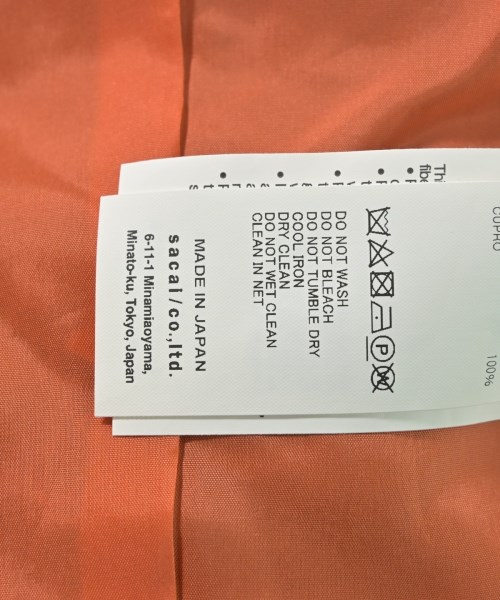 CUPRO 100%
P
W
DO NOT WASH
DO NOT BLEACH
DO NOT TUMBLE DRY
COOL IRON
DRY CLEAN
DO NOT WET CLEAN
CLEAN IN NET
MADE IN JAPAN
sacai/co.,ltd.
6-11-1 Minamiaoyama,
Minato-ku, Tokyo, Japan